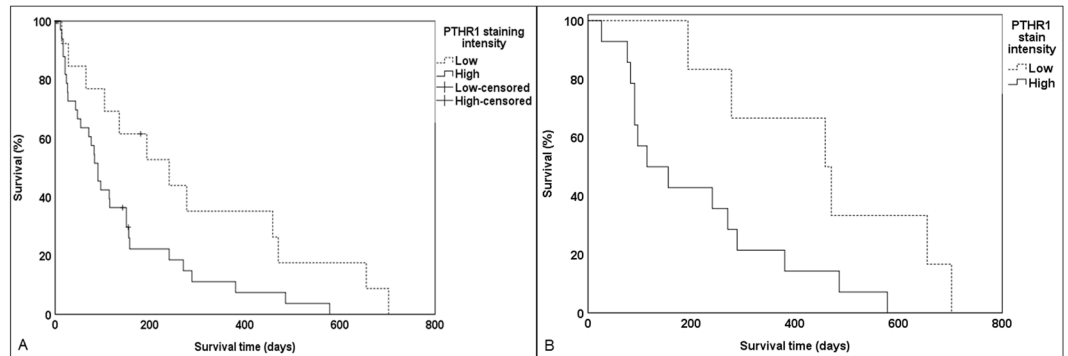 PTHR1 staining
intensity
Low
High
Low-censored
High-censored
100
80
60
40
20
0
0 200 400 600 800
Survival (%)
Survival time (days)
A
PTHR1
stain
intensity
Low
High
100
80
60
40
20
0
0 200 400 600 800
Survival (%)
Survival time (days)
B